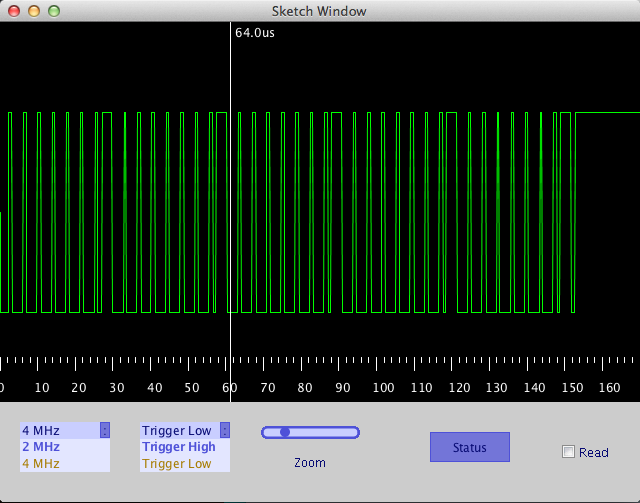 Sketch Window
64.0us
0 10 20 30 40 50 60 70 80 90 100 110 120 130 140 150 160
4 MHz : Trigger Low :
2 MHz Trigger High Status Read
4 MHz Trigger Low Zoom